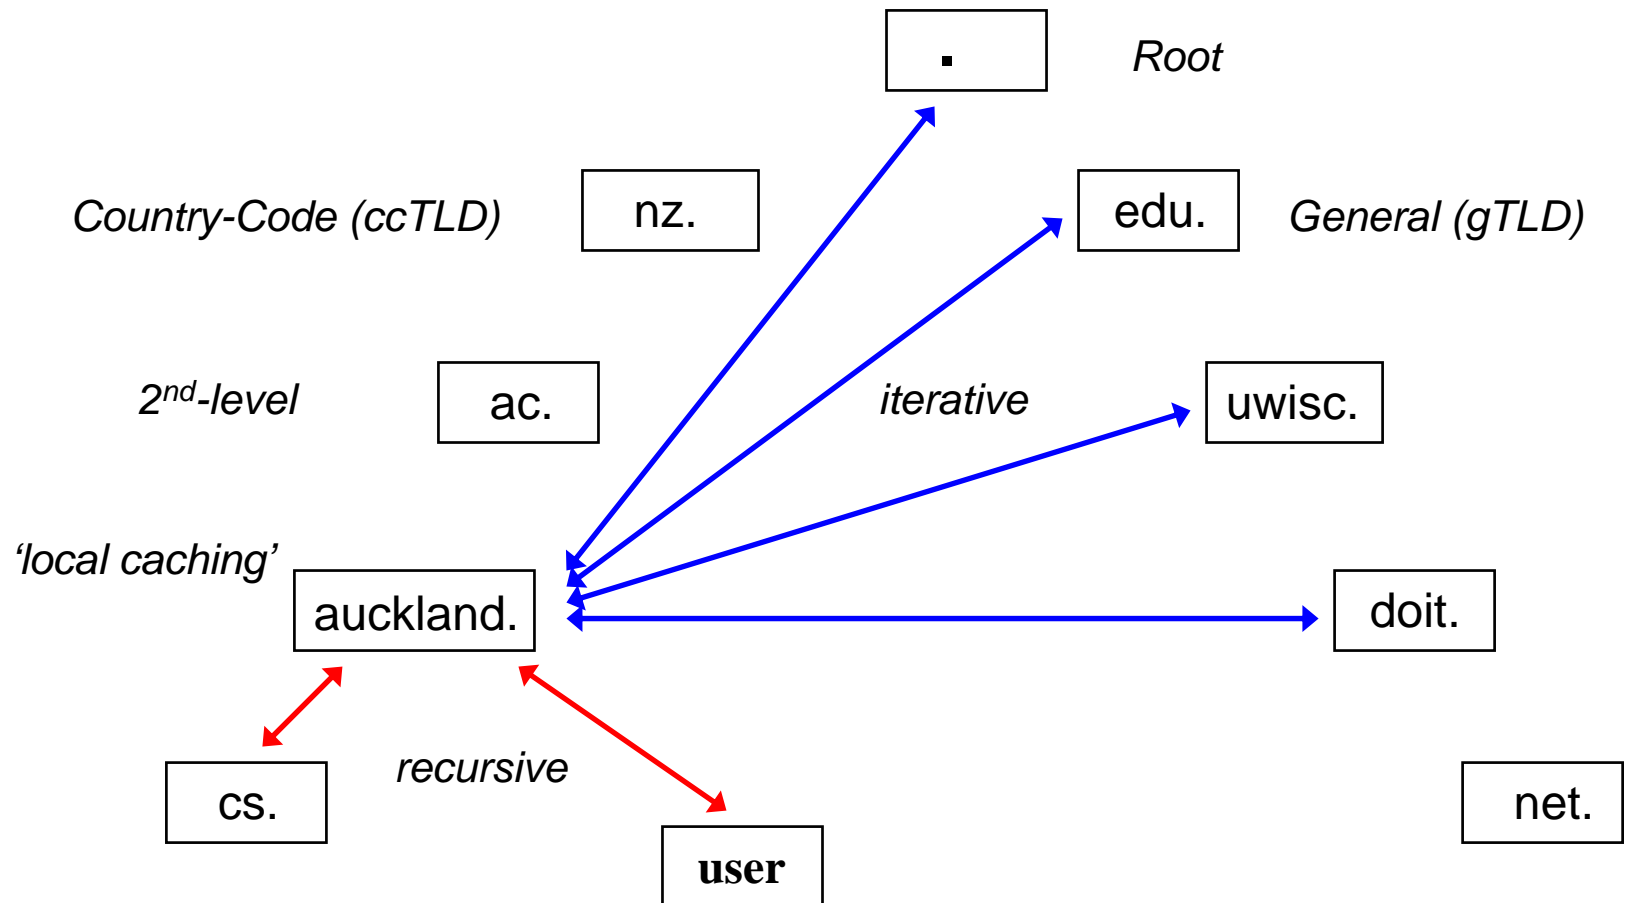 . Root
Country-Code (ccTLD) nz. edu. General (gTLD)
2nd-level ac. iterative uwisc.
‘local caching’
auckland. doit.
recursive
cs. net.
user